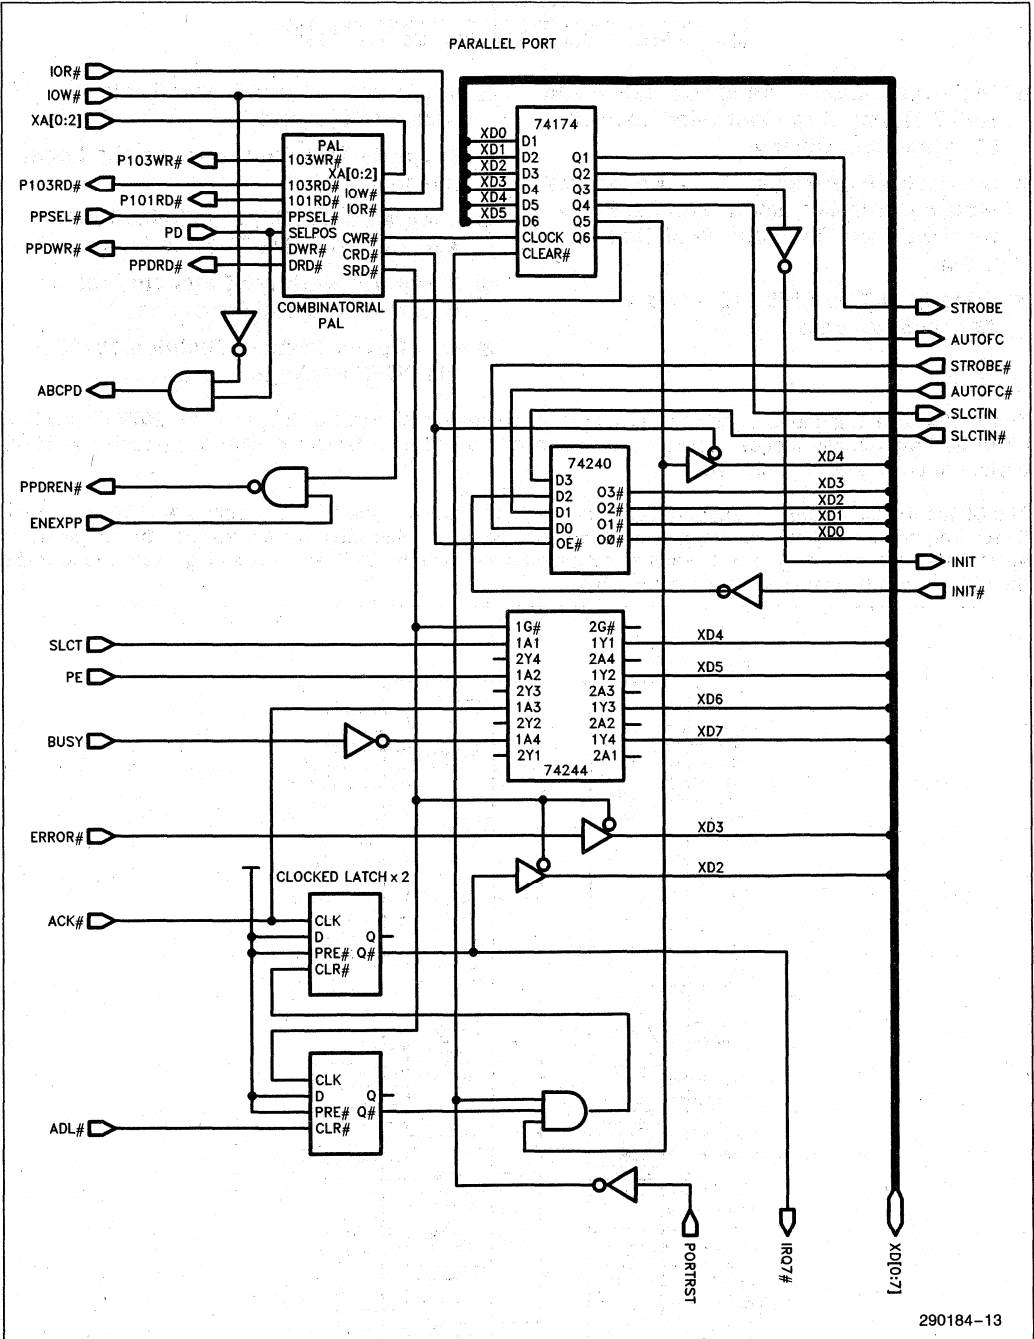 PARALLEL PORT
IOR#
IOW#
XA[0:2]
P103WR#
P103RD#
P101RD#
PPSEL#
PD
PPDWR#
PPDRD#
PAL
103WR#
XA[0:2]
103RD#
IOW#
101RD#
IOR#
PPSEL#
SELPOS
CWR#
DWR#
CRD#
DRD#
SRD#
COMBINATORIAL
PAL
74174
XD0
XD1
XD2
XD3
XD4
XD5
D1
D2
D3
D4
D5
D6
CLOCK
CLEAR#
Q1
Q2
Q3
Q4
Q5
Q6
STROBE
AUTOFC
STROBE#
AUTOFC#
SLCTIN
SLCTIN#
ABCPD
PPDREN#
ENEXPP
74240
D3
D2
D1
D0
OE#
O3#
O2#
O1#
OØ#
XD4
XD3
XD2
XD1
XD0
INIT
INIT#
SLCT
PE
BUSY
1G#
1A1
2Y4
1A2
2Y3
1A3
2Y2
1A4
2Y1
2G#
1Y1
2A4
1Y2
2A3
1Y3
2A2
1Y4
2A1
74244
XD4
XD5
XD6
XD7
ERROR#
XD3
XD2
CLOCKED LATCH x 2
ACK#
CLK
D
PRE#
CLR#
Q
Q#
ADL#
CLK
D
PRE#
CLR#
Q
Q#
PORTRST
IRQ7#
XD[0:7]
290184-13